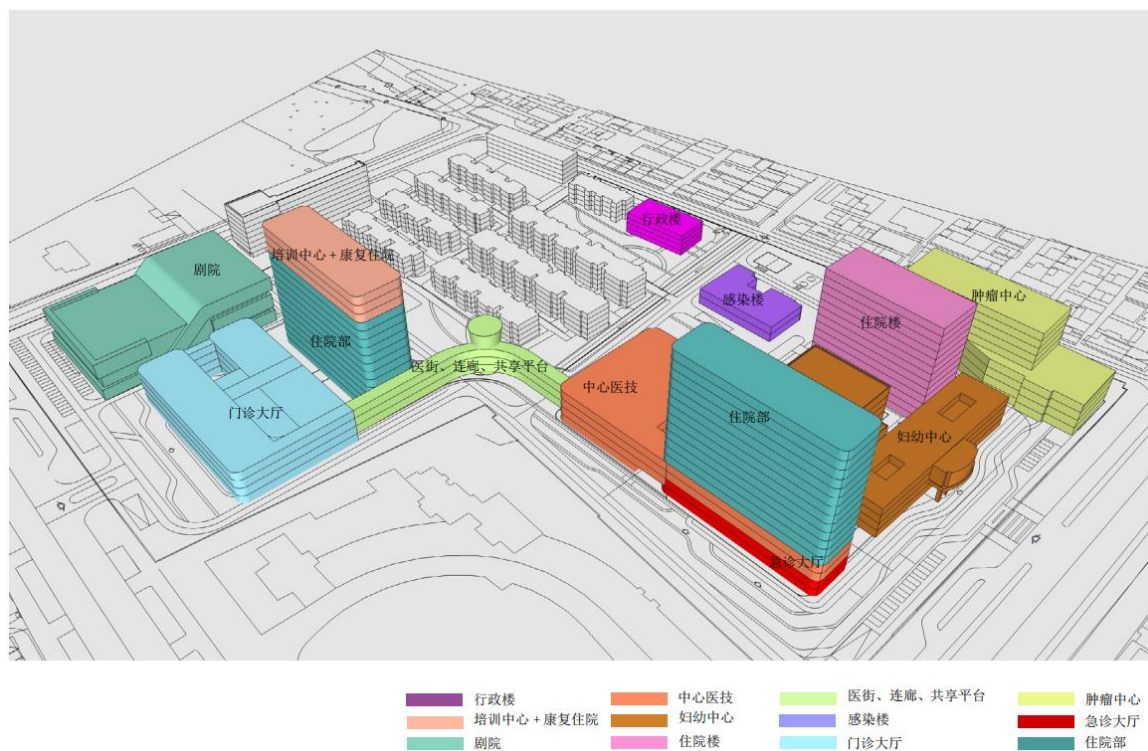 行政楼
培训中心 + 康复住院
剧院
感染楼
肿瘤中心
住院楼
住院部
医街、连廊、共享平台
中心医技
门诊大厅
住院部
妇幼中心
急诊大厅
行政楼
中心医技
医街、连廊、共享平台
肿瘤中心
培训中心 + 康复住院
妇幼中心
感染楼
急诊大厅
剧院
住院楼
门诊大厅
住院部